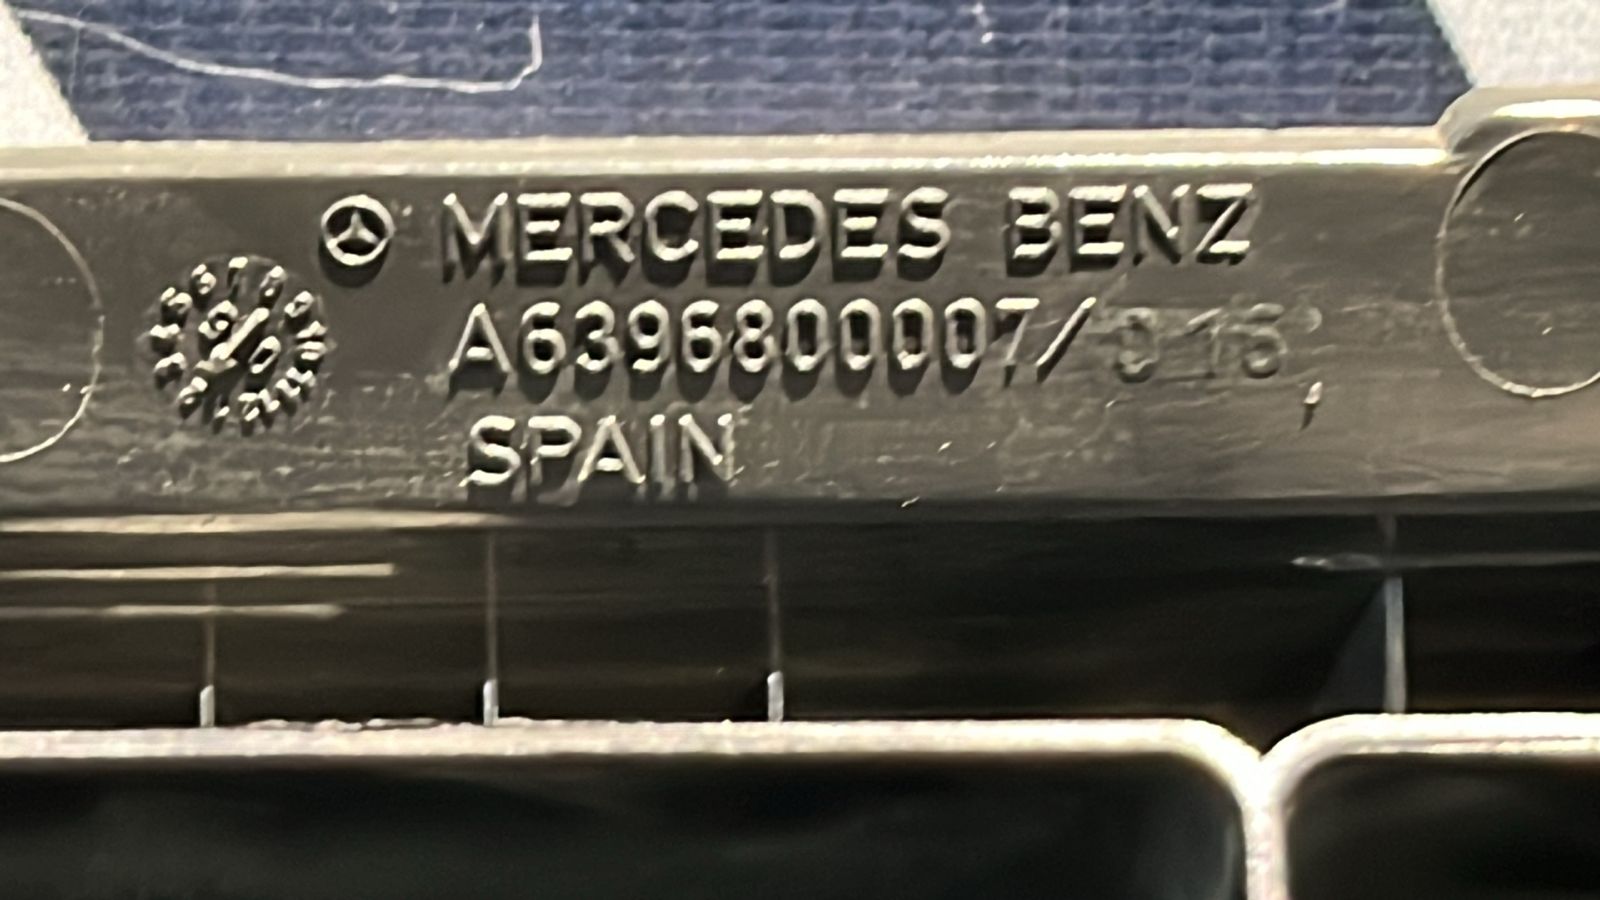 MERCEDES BENZ
A6396800007/
SPAIN